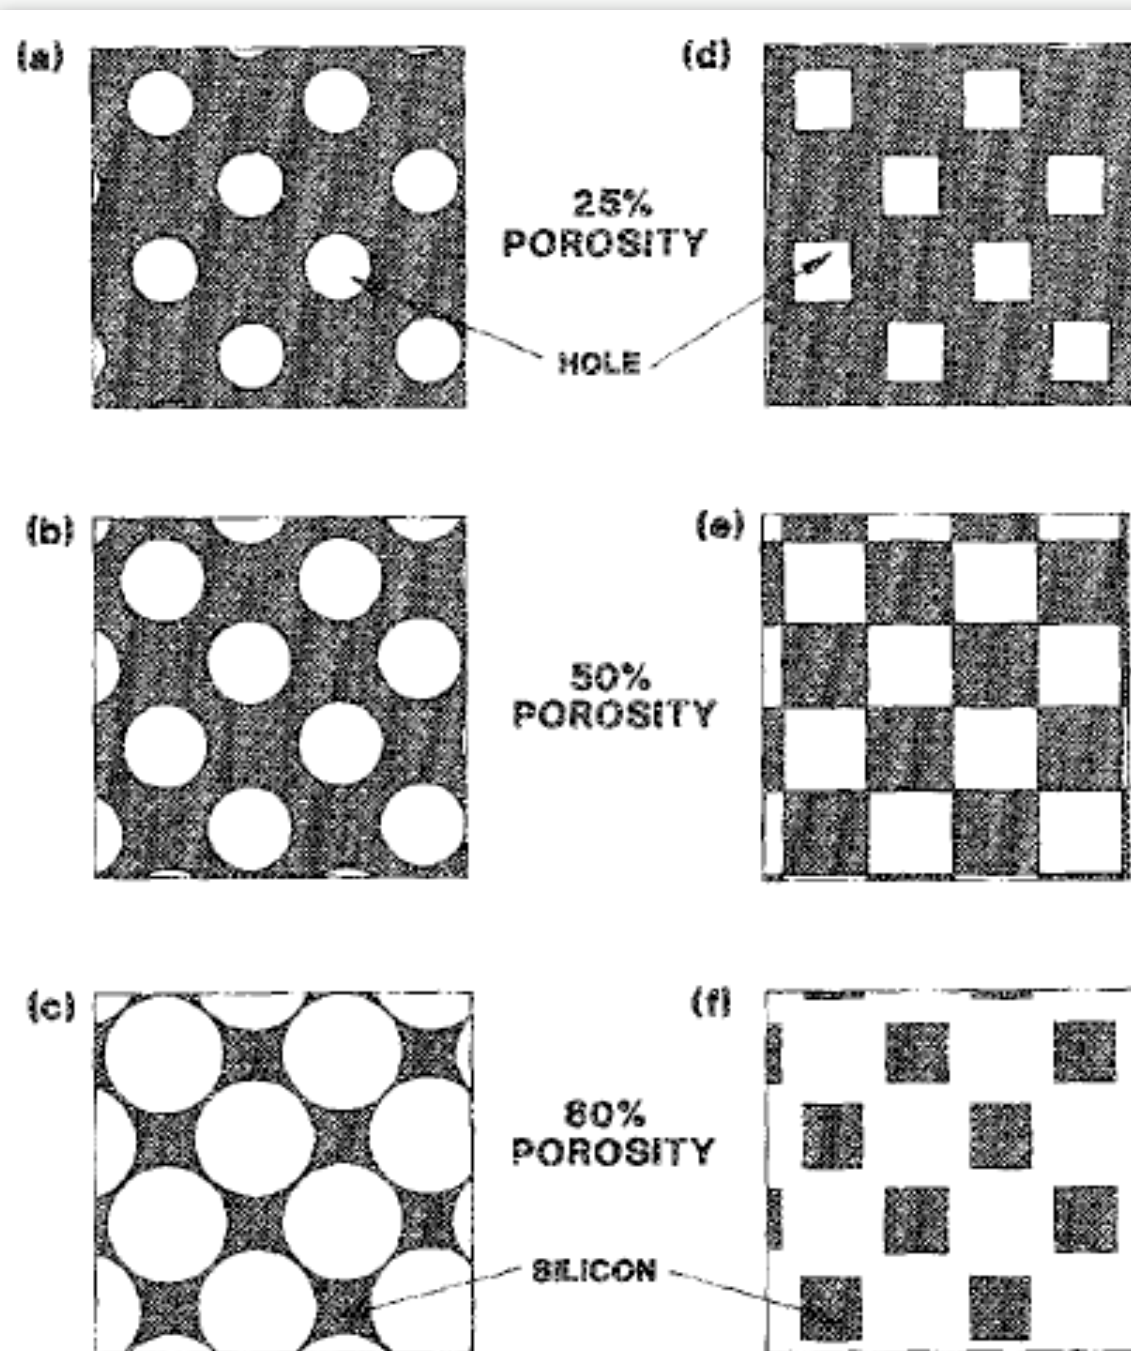 (a)
(d)
25%
POROSITY
HOLE
(b)
(e)
50%
POROSITY
(c)
(f)
80%
POROSITY
SILICON